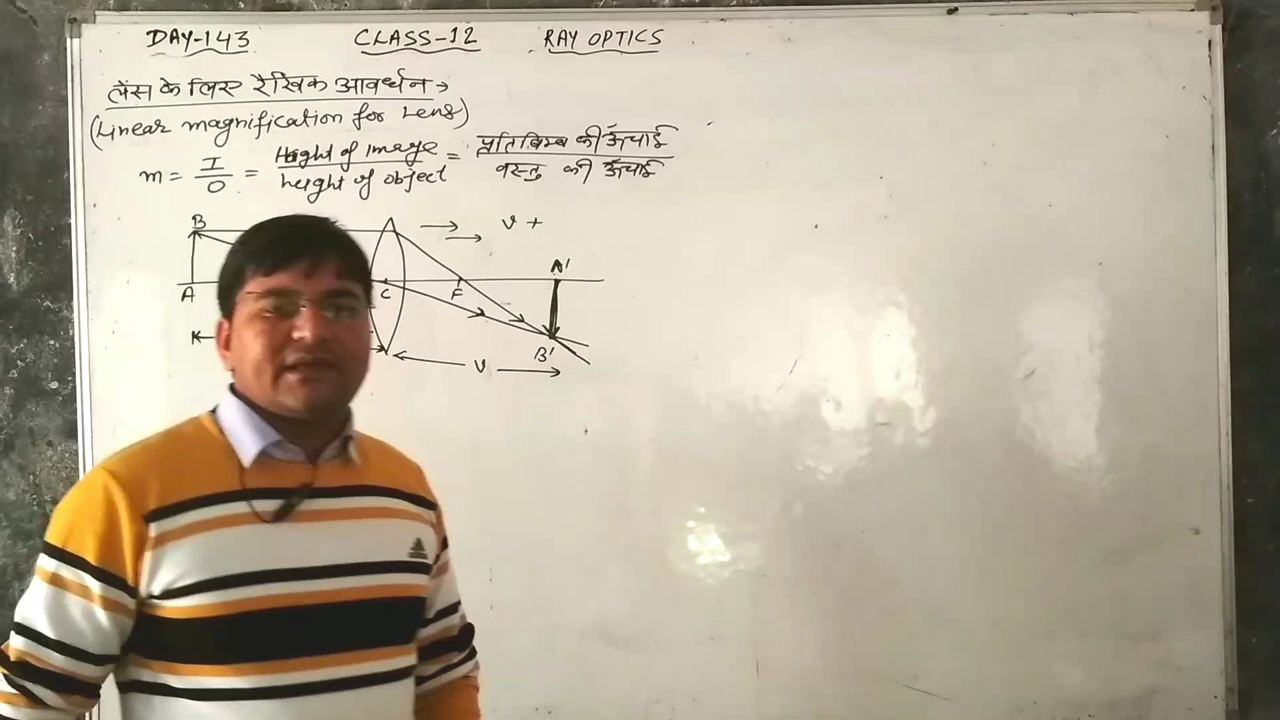 DAY-143 CLASS-12 RAY OPTICS
लेंस के लिए रैखिक आवर्धन →
(Linear magnification for Lens)
m = I/O = Height of image/height of object = प्रतिबिम्ब की ऊँचाई/वस्तु की ऊँचाई
B v +
A C F A'
B'
v